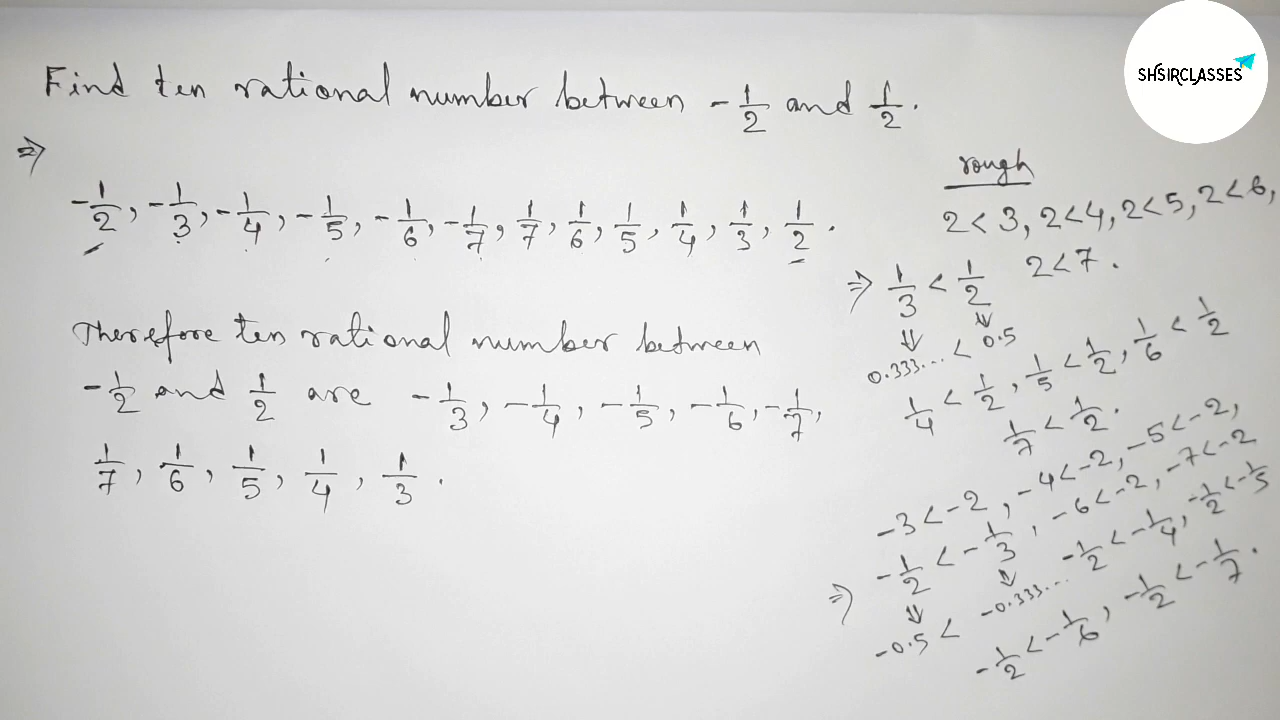 SHSIRCLASSES
Find ten rational number between -1/2 and 1/2.
⇒
-1/2, -1/3, -1/4, -1/5, -1/6, -1/7, 1/7, 1/6, 1/5, 1/4, 1/3, 1/2.
Therefore ten rational number between
-1/2 and 1/2 are -1/3, -1/4, -1/5, -1/6, -1/7,
1/7, 1/6, 1/5, 1/4, 1/3.
rough
2<3, 2<4, 2<5, 2<6,
2<7.
⇒ 1/3 < 1/2
⇓ ⇓
0.333... < 0.5
1/4 < 1/2, 1/5 < 1/2, 1/6 < 1/2
1/7 < 1/2.
-3<-2, -4<-2, -5<-2,
-6<-2, -7<-2
⇒ -1/2 < -1/3, -1/2 < -1/4, -1/2 < -1/5
⇓ ⇓
-0.5 < -0.333...
-1/2 < -1/6, -1/2 < -1/7.